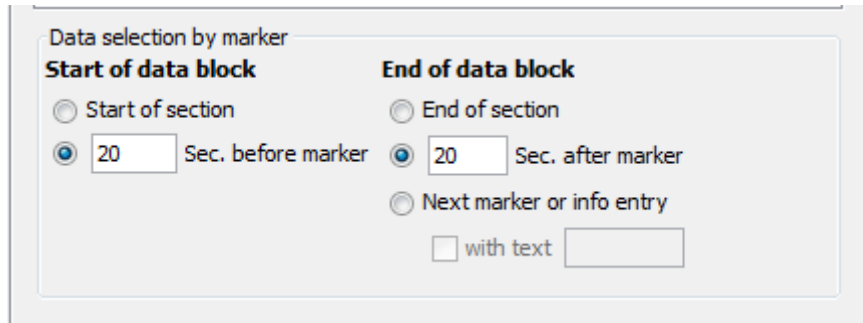 Data selection by marker
Start of data block End of data block
Start of section End of section
20 Sec. before marker 20 Sec. after marker
Next marker or info entry
with text